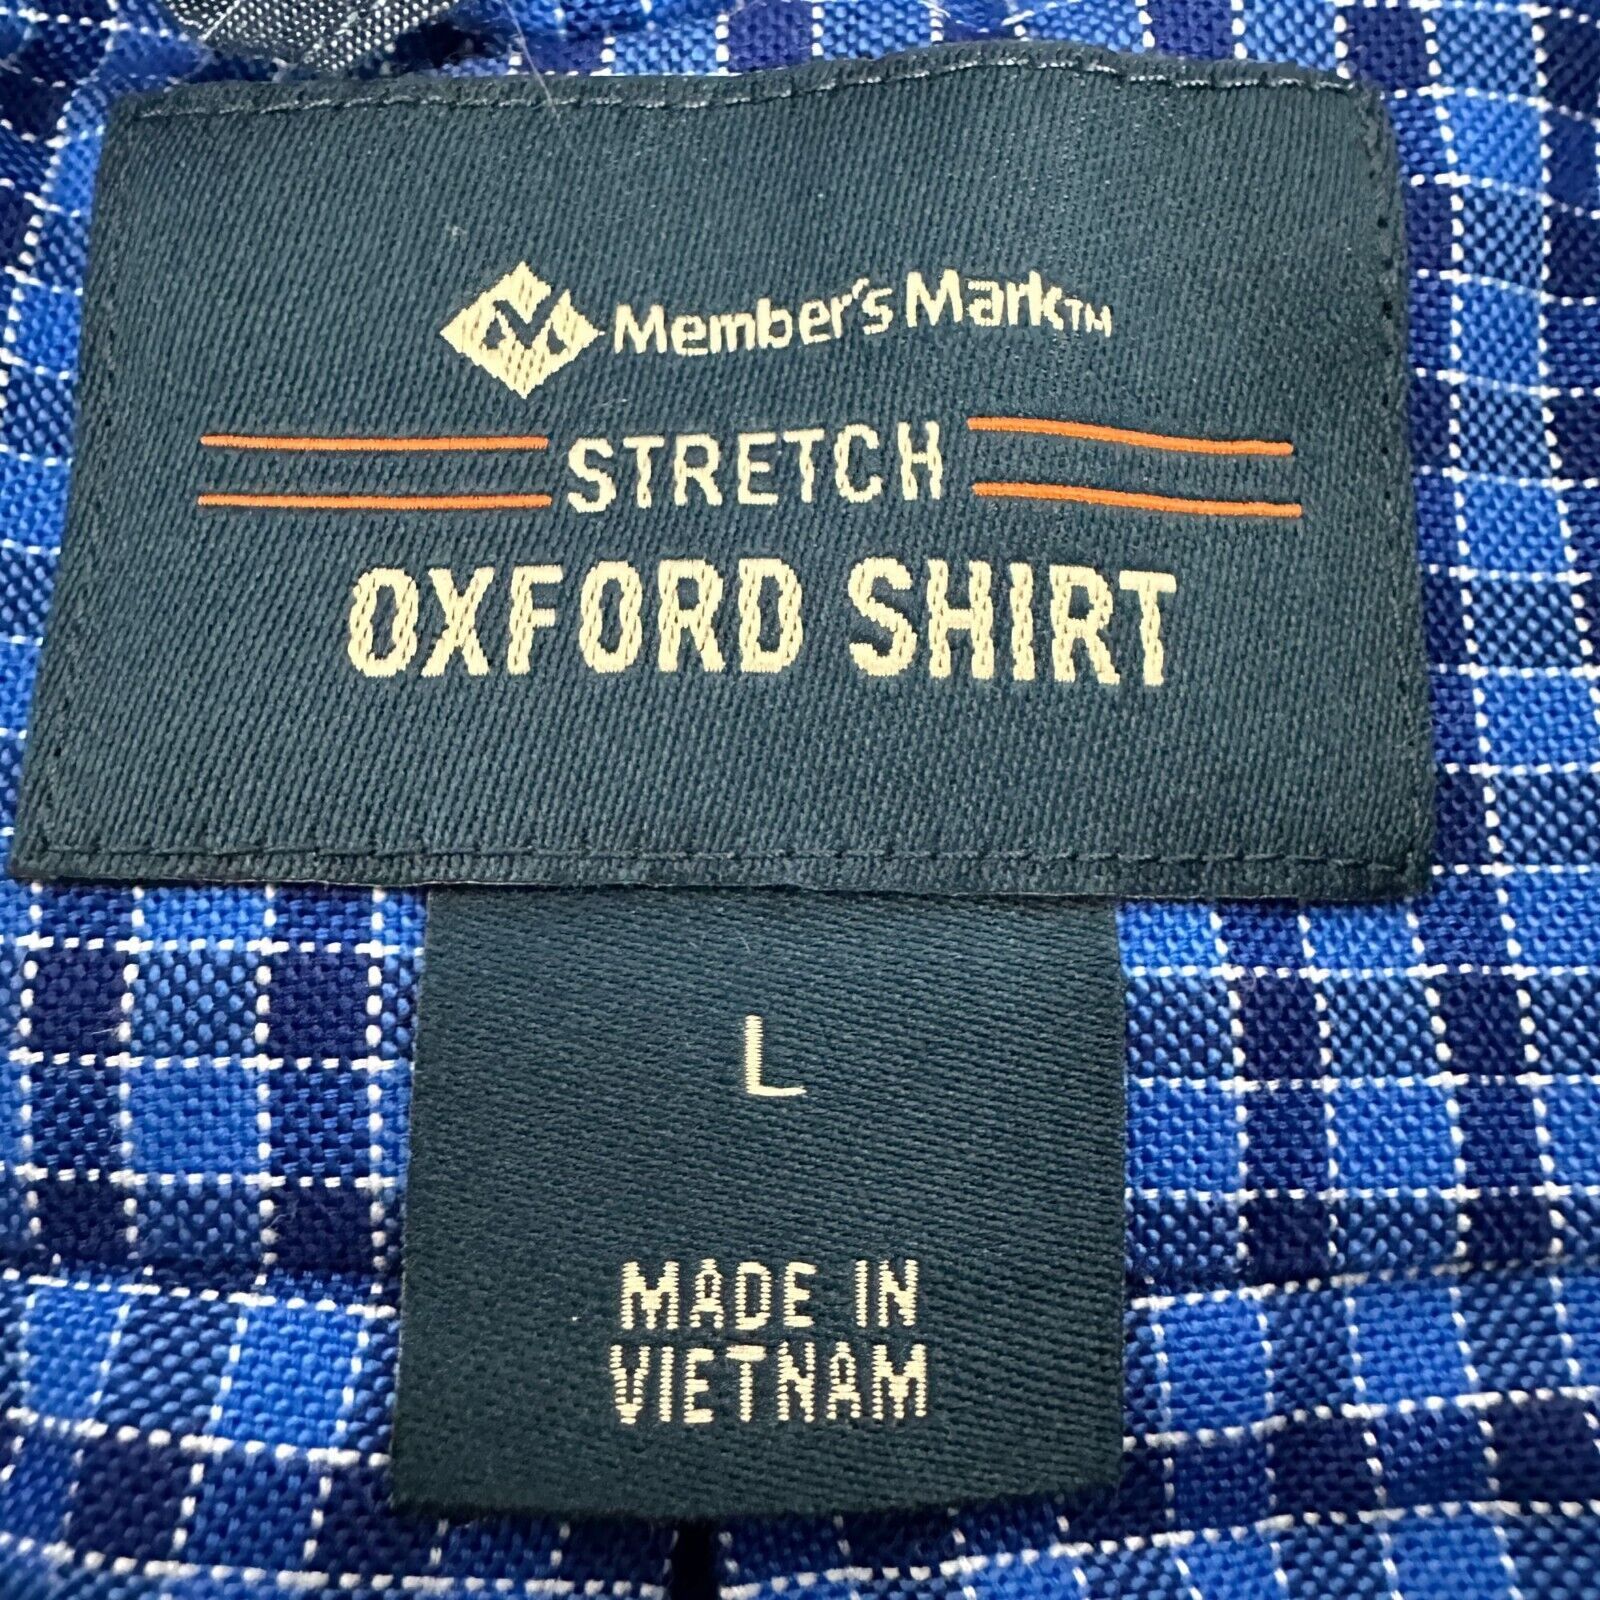 Member's Mark™
STRETCH
OXFORD SHIRT
L
MADE IN
VIETNAM